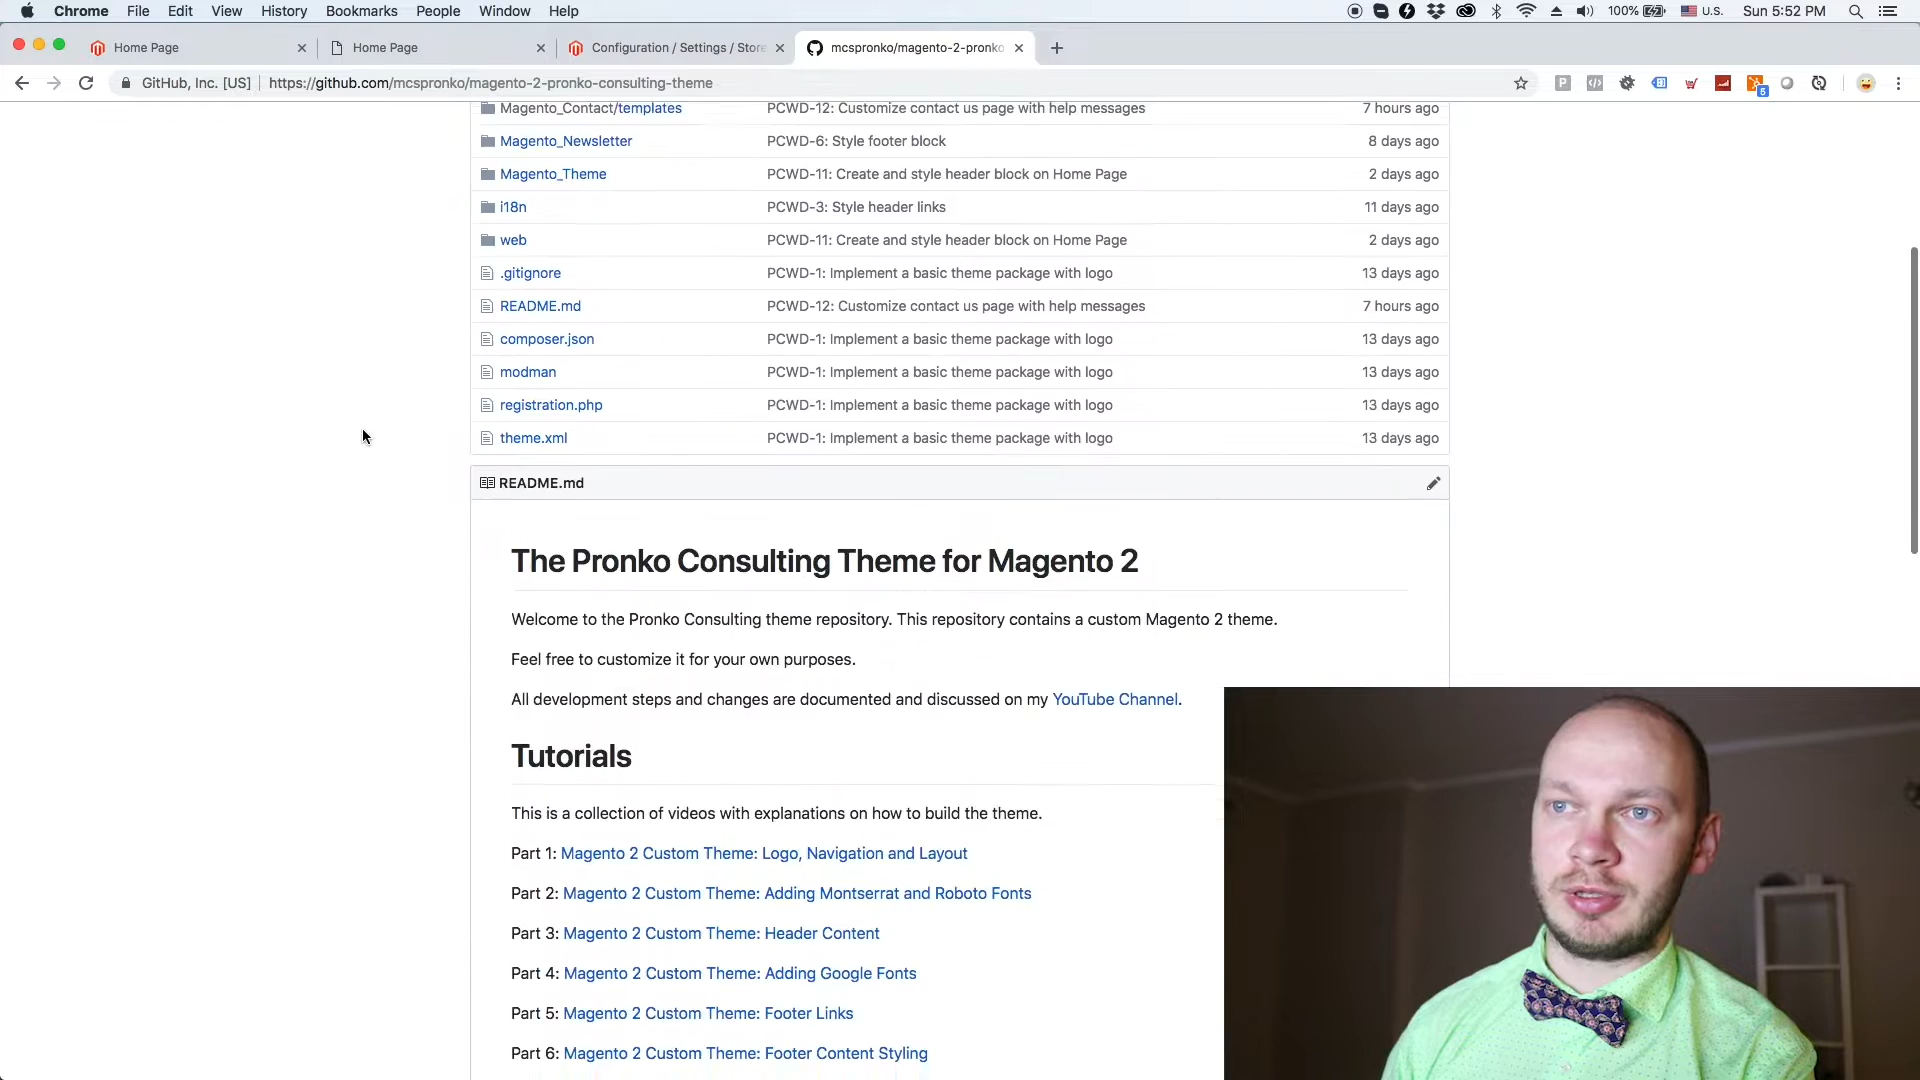 Chrome File Edit View History Bookmarks People Window Help 100% U.S. Sun 5:52 PM
Home Page Home Page Configuration / Settings / Store mcspronko/magento-2-pronko
GitHub, Inc. [US] https://github.com/mcspronko/magento-2-pronko-consulting-theme 5
Magento_Contact/templates PCWD-12: Customize contact us page with help messages 7 hours ago
Magento_Newsletter PCWD-6: Style footer block 8 days ago
Magento_Theme PCWD-11: Create and style header block on Home Page 2 days ago
i18n PCWD-3: Style header links 11 days ago
web PCWD-11: Create and style header block on Home Page 2 days ago
.gitignore PCWD-1: Implement a basic theme package with logo 13 days ago
README.md PCWD-12: Customize contact us page with help messages 7 hours ago
composer.json PCWD-1: Implement a basic theme package with logo 13 days ago
modman PCWD-1: Implement a basic theme package with logo 13 days ago
registration.php PCWD-1: Implement a basic theme package with logo 13 days ago
theme.xml PCWD-1: Implement a basic theme package with logo 13 days ago
README.md
The Pronko Consulting Theme for Magento 2
Welcome to the Pronko Consulting theme repository. This repository contains a custom Magento 2 theme.
Feel free to customize it for your own purposes.
All development steps and changes are documented and discussed on my YouTube Channel.
Tutorials
This is a collection of videos with explanations on how to build the theme.
Part 1: Magento 2 Custom Theme: Logo, Navigation and Layout
Part 2: Magento 2 Custom Theme: Adding Montserrat and Roboto Fonts
Part 3: Magento 2 Custom Theme: Header Content
Part 4: Magento 2 Custom Theme: Adding Google Fonts
Part 5: Magento 2 Custom Theme: Footer Links
Part 6: Magento 2 Custom Theme: Footer Content Styling